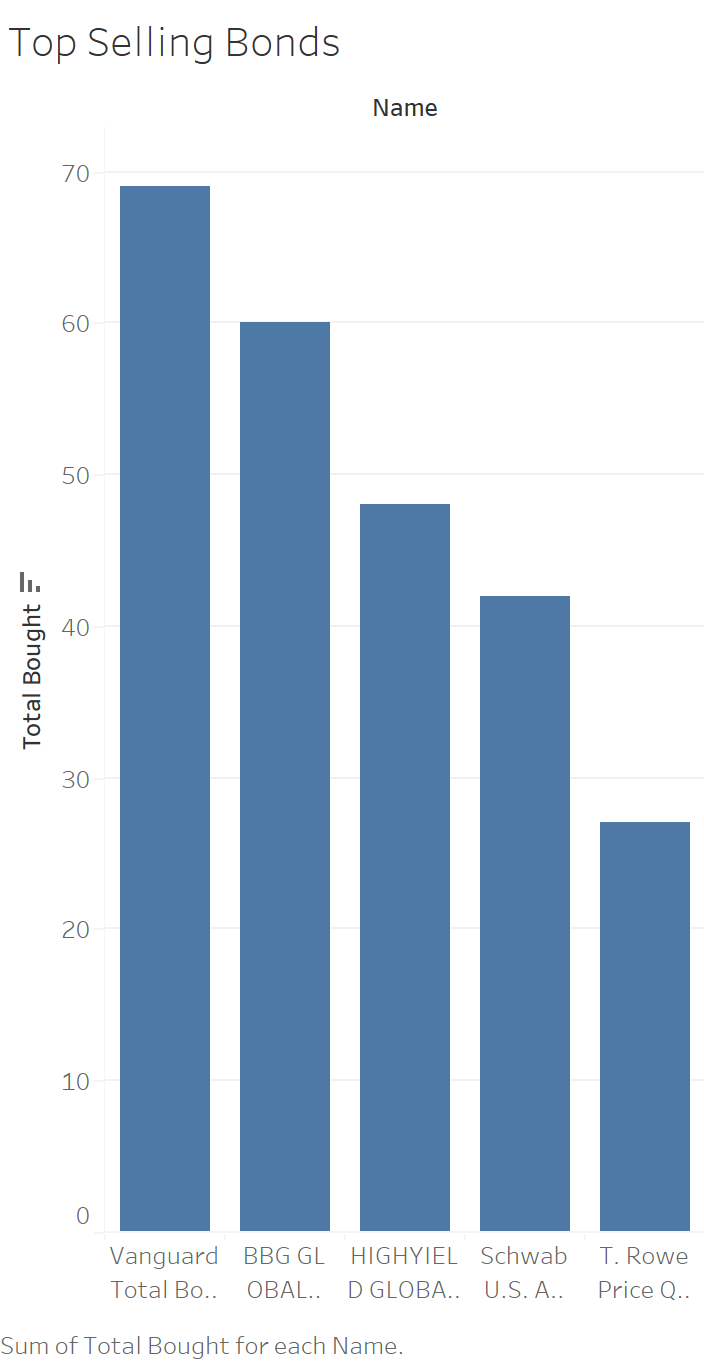 Top Selling Bonds
Name
70
60
50
40
30
20
10
0
Total Bought
Vanguard
Total Bo..
BBG GL
OBAL..
HIGHYIEL
D GLOBA..
Schwab
U.S. A..
T. Rowe
Price Q..
Sum of Total Bought for each Name.